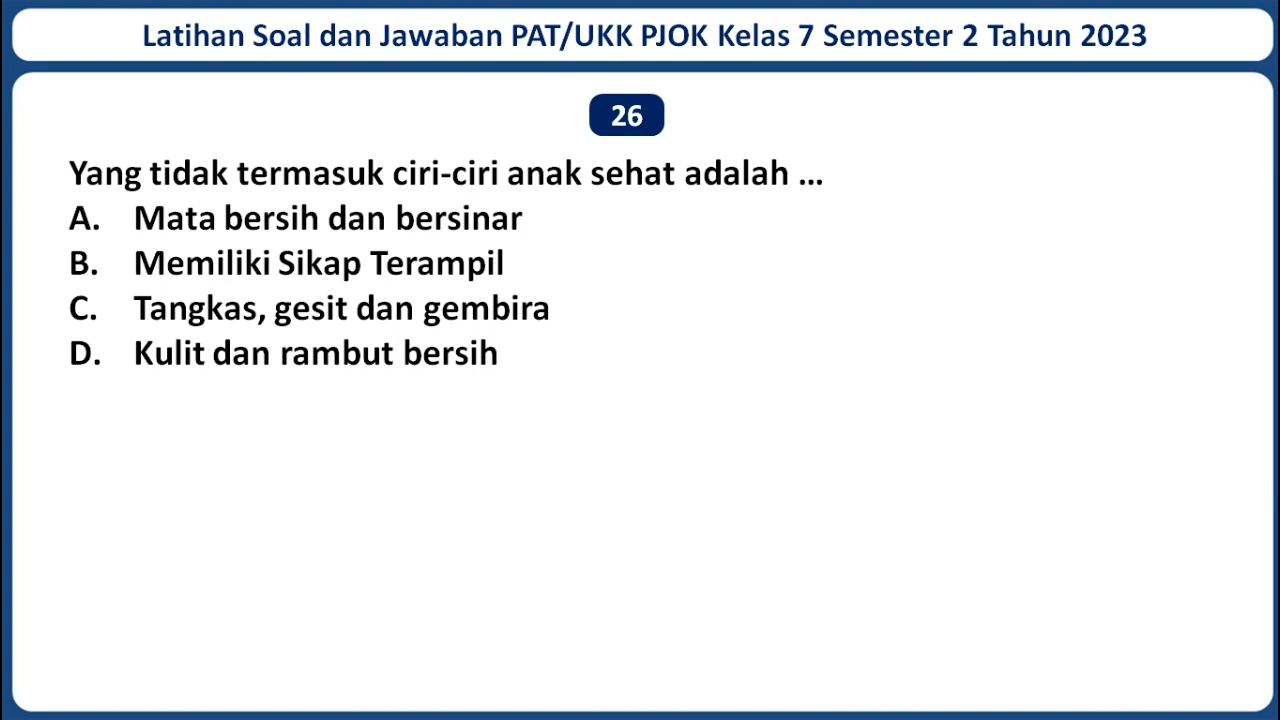 Latihan Soal dan Jawaban PAT/UKK PJOK Kelas 7 Semester 2 Tahun 2023
26
Yang tidak termasuk ciri-ciri anak sehat adalah ...
A. Mata bersih dan bersinar
B. Memiliki Sikap Terampil
C. Tangkas, gesit dan gembira
D. Kulit dan rambut bersih